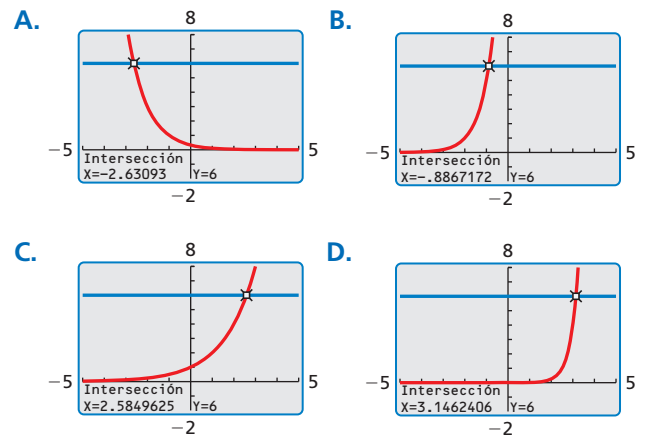 A.
8
−5
5
Intersección
X=−2.63093 Y=6
−2
B.
8
−5
5
Intersección
X=−.8867172 Y=6
−2
C.
8
−5
5
Intersección
X=2.5849625 Y=6
−2
D.
8
−5
5
Intersección
X=3.1462406 Y=6
−2